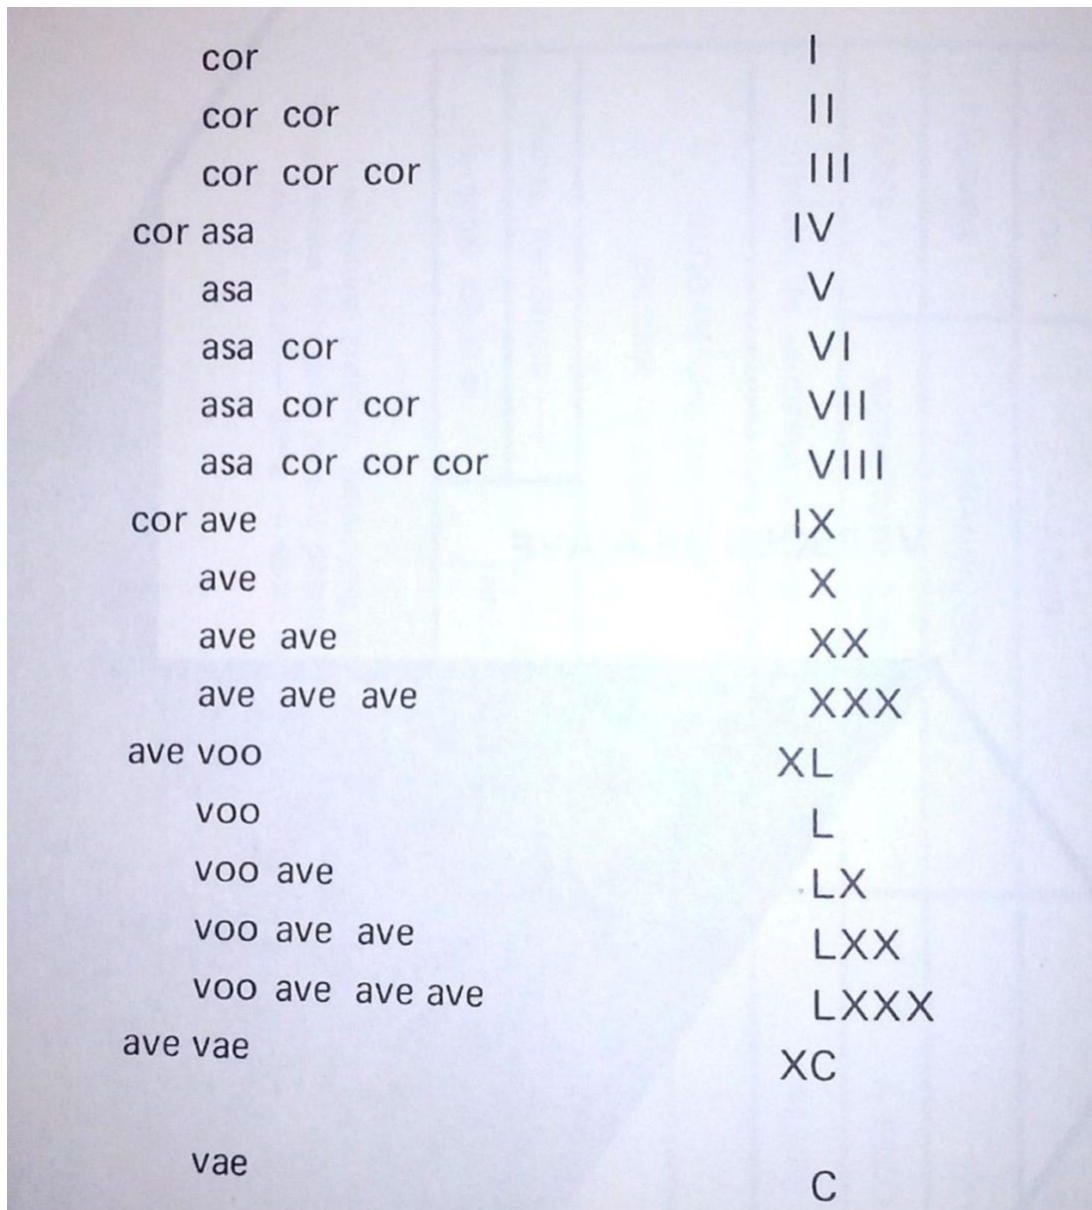 cor I
cor cor II
cor cor cor III
cor asa IV
asa V
asa cor VI
asa cor cor VII
asa cor cor cor VIII
cor ave IX
ave X
ave ave XX
ave ave ave XXX
ave voo XL
voo L
voo ave LX
voo ave ave LXX
voo ave ave ave LXXX
ave vae XC
vae C